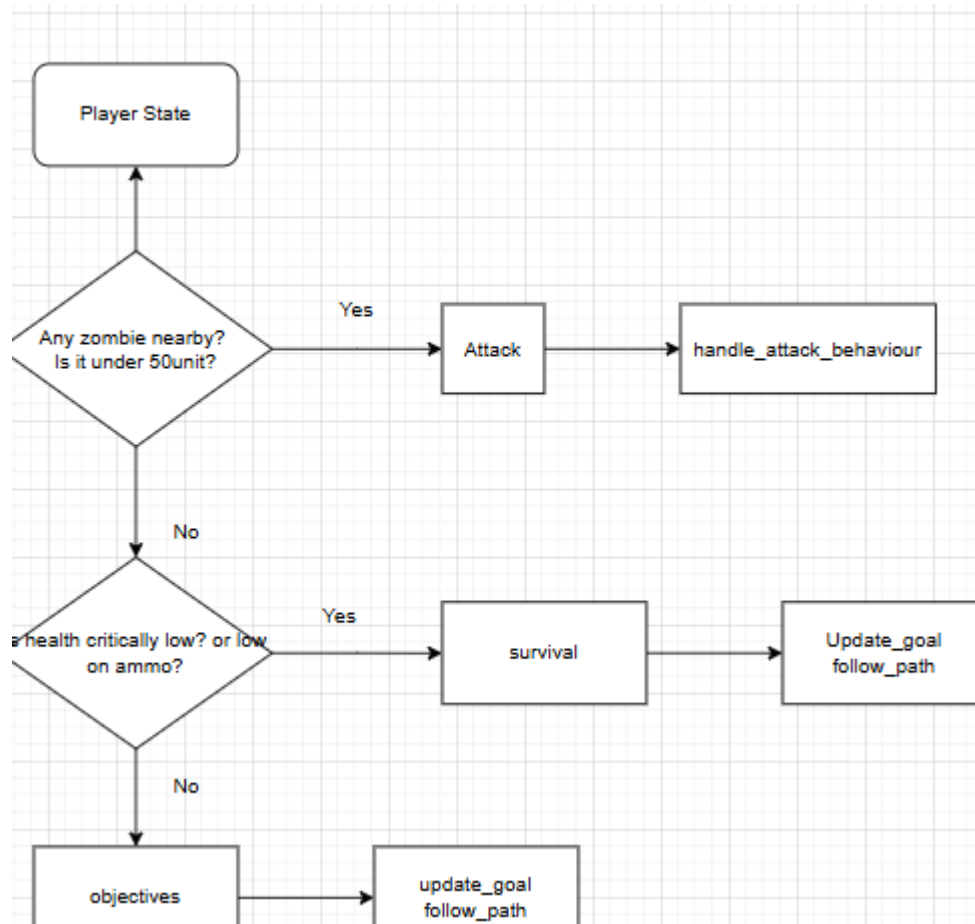 Player State
Any zombie nearby?
Is it under 50unit?
Yes
Attack
handle_attack_behaviour
No
health critically low? or low
on ammo?
Yes
survival
Update_goal
follow_path
No
objectives
update_goal
follow_path